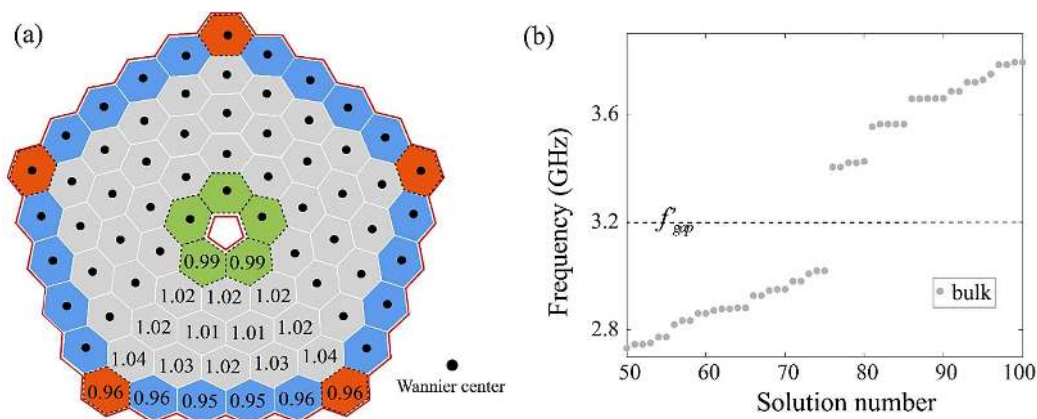 (a)
0.99 0.99
1.02 1.02 1.02
1.02 1.01 1.01 1.02
1.04 1.03 1.02 1.03 1.04
0.96 0.96 0.95 0.95 0.96 0.96
Wannier center
(b)
Frequency (GHz)
3.6
3.2
2.8
f'gap
bulk
50 60 70 80 90 100
Solution number